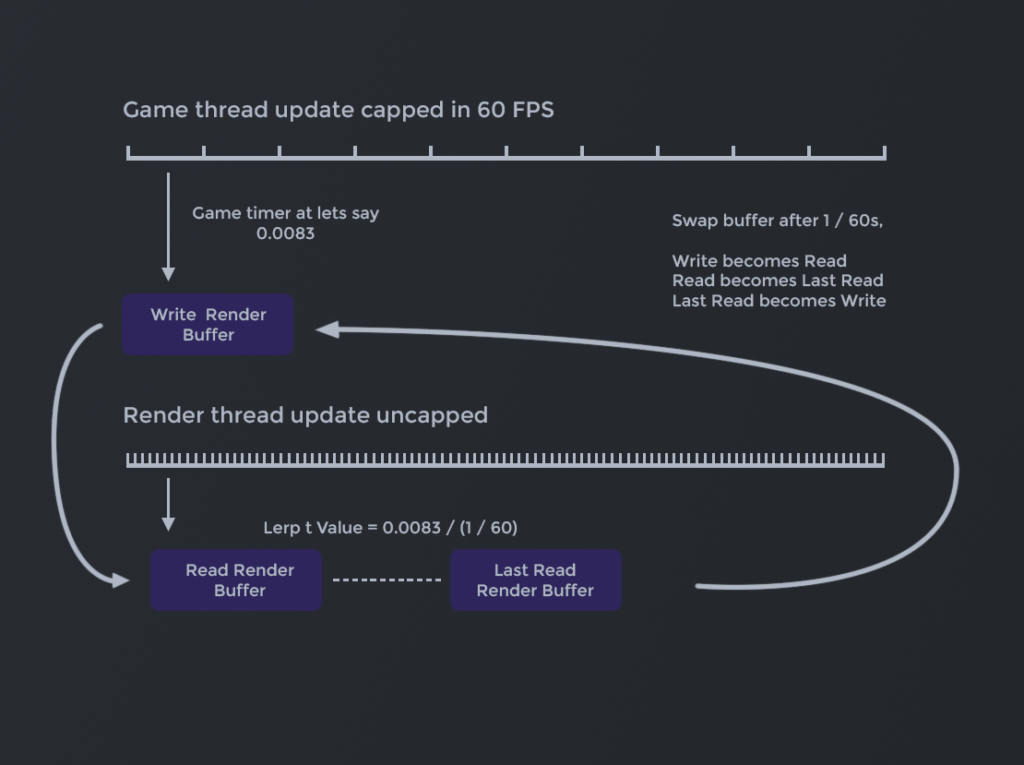 Game thread update capped in 60 FPS
Game timer at lets say
0.0083
Swap buffer after 1 / 60s,
Write becomes Read
Read becomes Last Read
Last Read becomes Write
Write Render
Buffer
Render thread update uncapped
Lerp t Value = 0.0083 / (1 / 60)
Read Render
Buffer
Last Read
Render Buffer